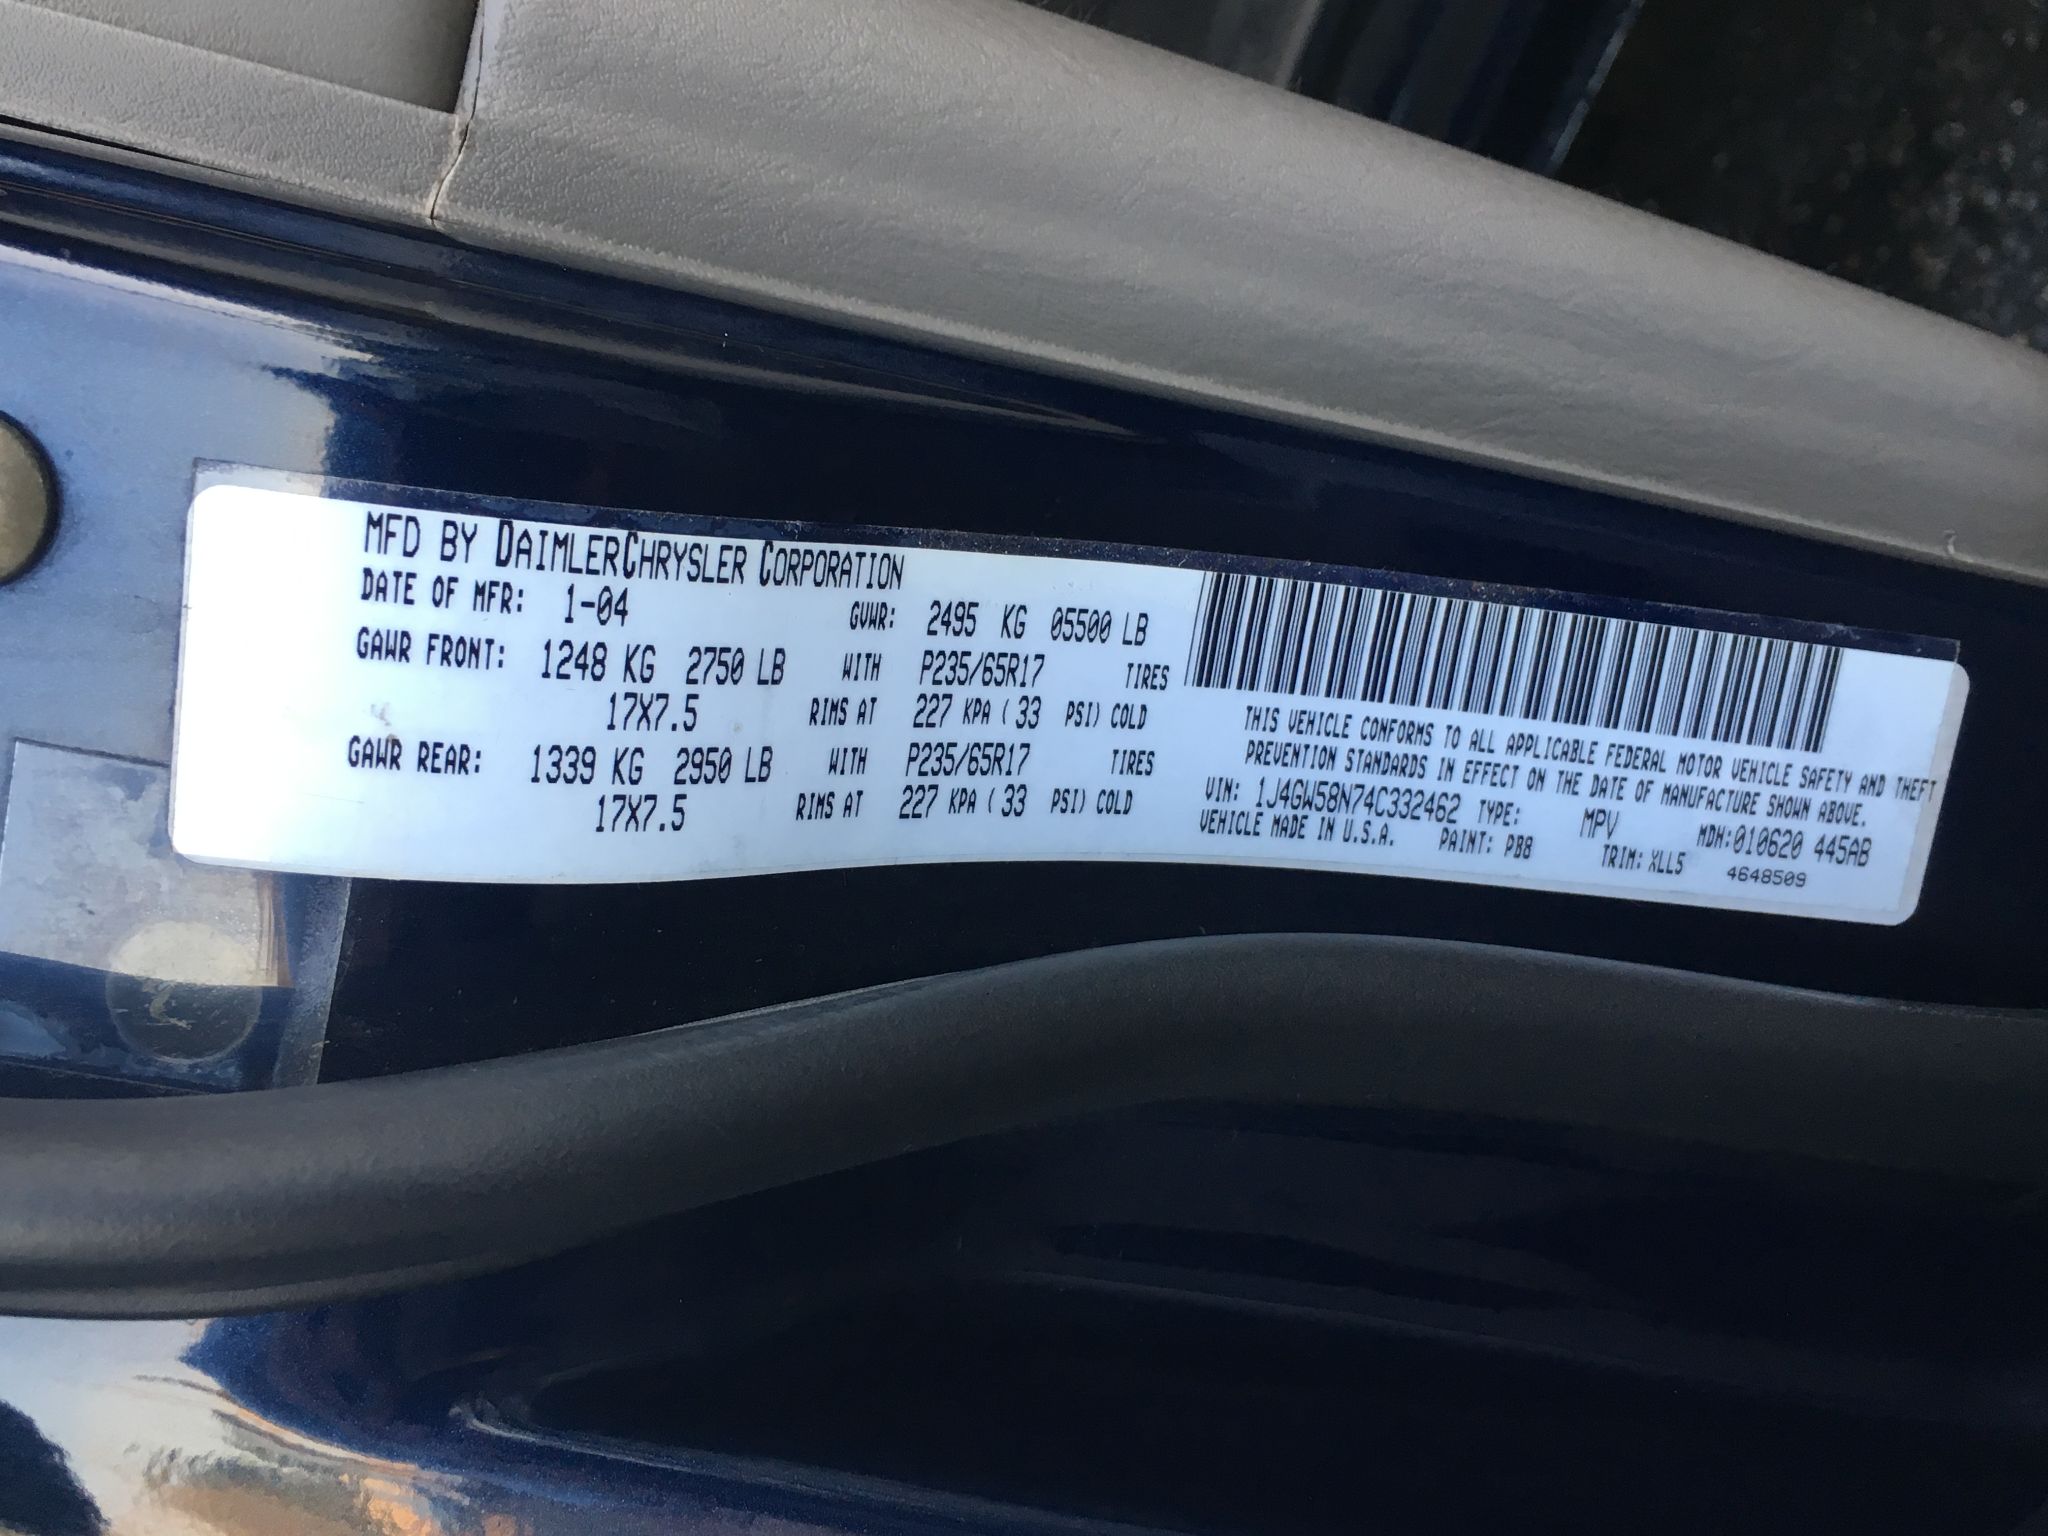 MFD BY DAIMLERCHRYSLER CORPORATION
DATE OF MFR: 1-04 GVWR: 2495 KG 05500 LB
GAWR FRONT: 1248 KG 2750 LB WITH P235/65R17 TIRES
17X7.5 RIMS AT 227 KPA ( 33 PSI) COLD
GAWR REAR: 1339 KG 2950 LB WITH P235/65R17 TIRES
17X7.5 RIMS AT 227 KPA ( 33 PSI) COLD
THIS VEHICLE CONFORMS TO ALL APPLICABLE FEDERAL MOTOR VEHICLE SAFETY AND THEFT
PREVENTION STANDARDS IN EFFECT ON THE DATE OF MANUFACTURE SHOWN ABOVE.
VIN: 1J4GW58N74C332462 TYPE: MPV MDH:010620 445AB
VEHICLE MADE IN U.S.A. PAINT: PB8 TRIM: XLL5 4648509